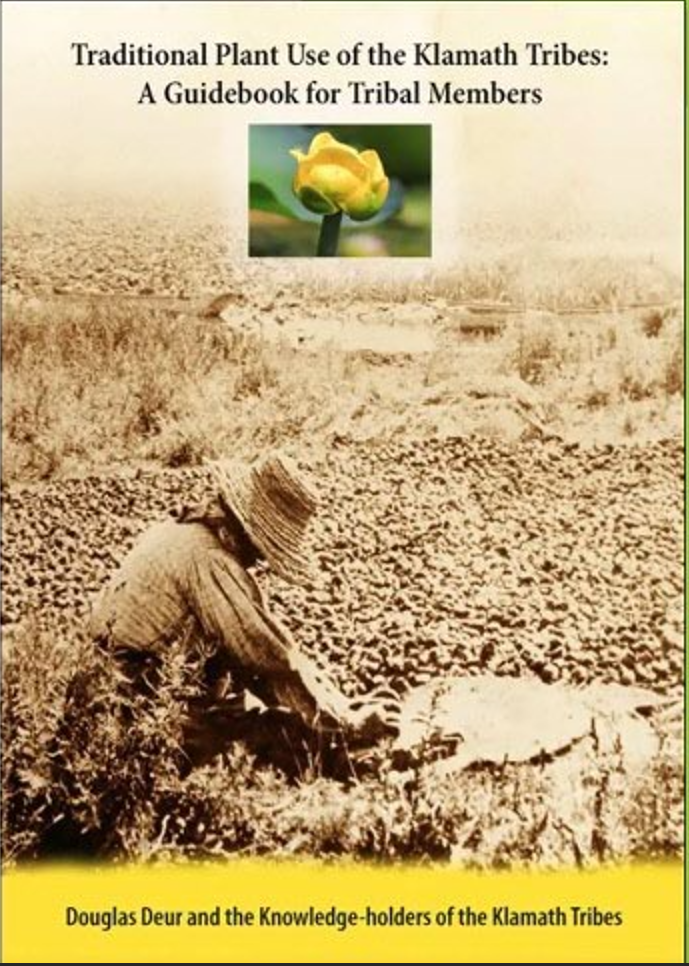 Traditional Plant Use of the Klamath Tribes:
A Guidebook for Tribal Members
Douglas Deur and the Knowledge-holders of the Klamath Tribes